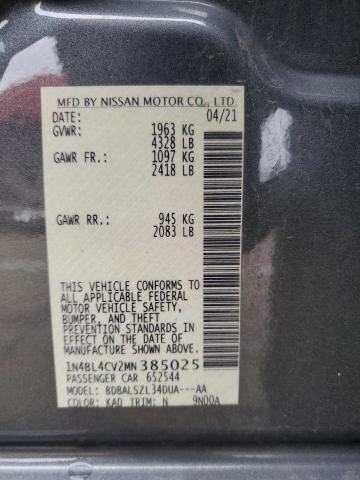 MFD BY NISSAN MOTOR CO., LTD.
DATE: 04/21
GVWR: 1963 KG
4328 LB
GAWR FR.: 1097 KG
2418 LB
GAWR RR.: 945 KG
2083 LB
THIS VEHICLE CONFORMS TO
ALL APPLICABLE FEDERAL
MOTOR VEHICLE SAFETY,
BUMPER, AND THEFT
PREVENTION STANDARDS IN
EFFECT ON THE DATE OF
MANUFACTURE SHOWN ABOVE.
1N4BL4CV2MN 385025
PASSENGER CAR 652544
MODEL: BDBALSZL34DUA---AA
COLOR: KAD TRIM: N 9N00A